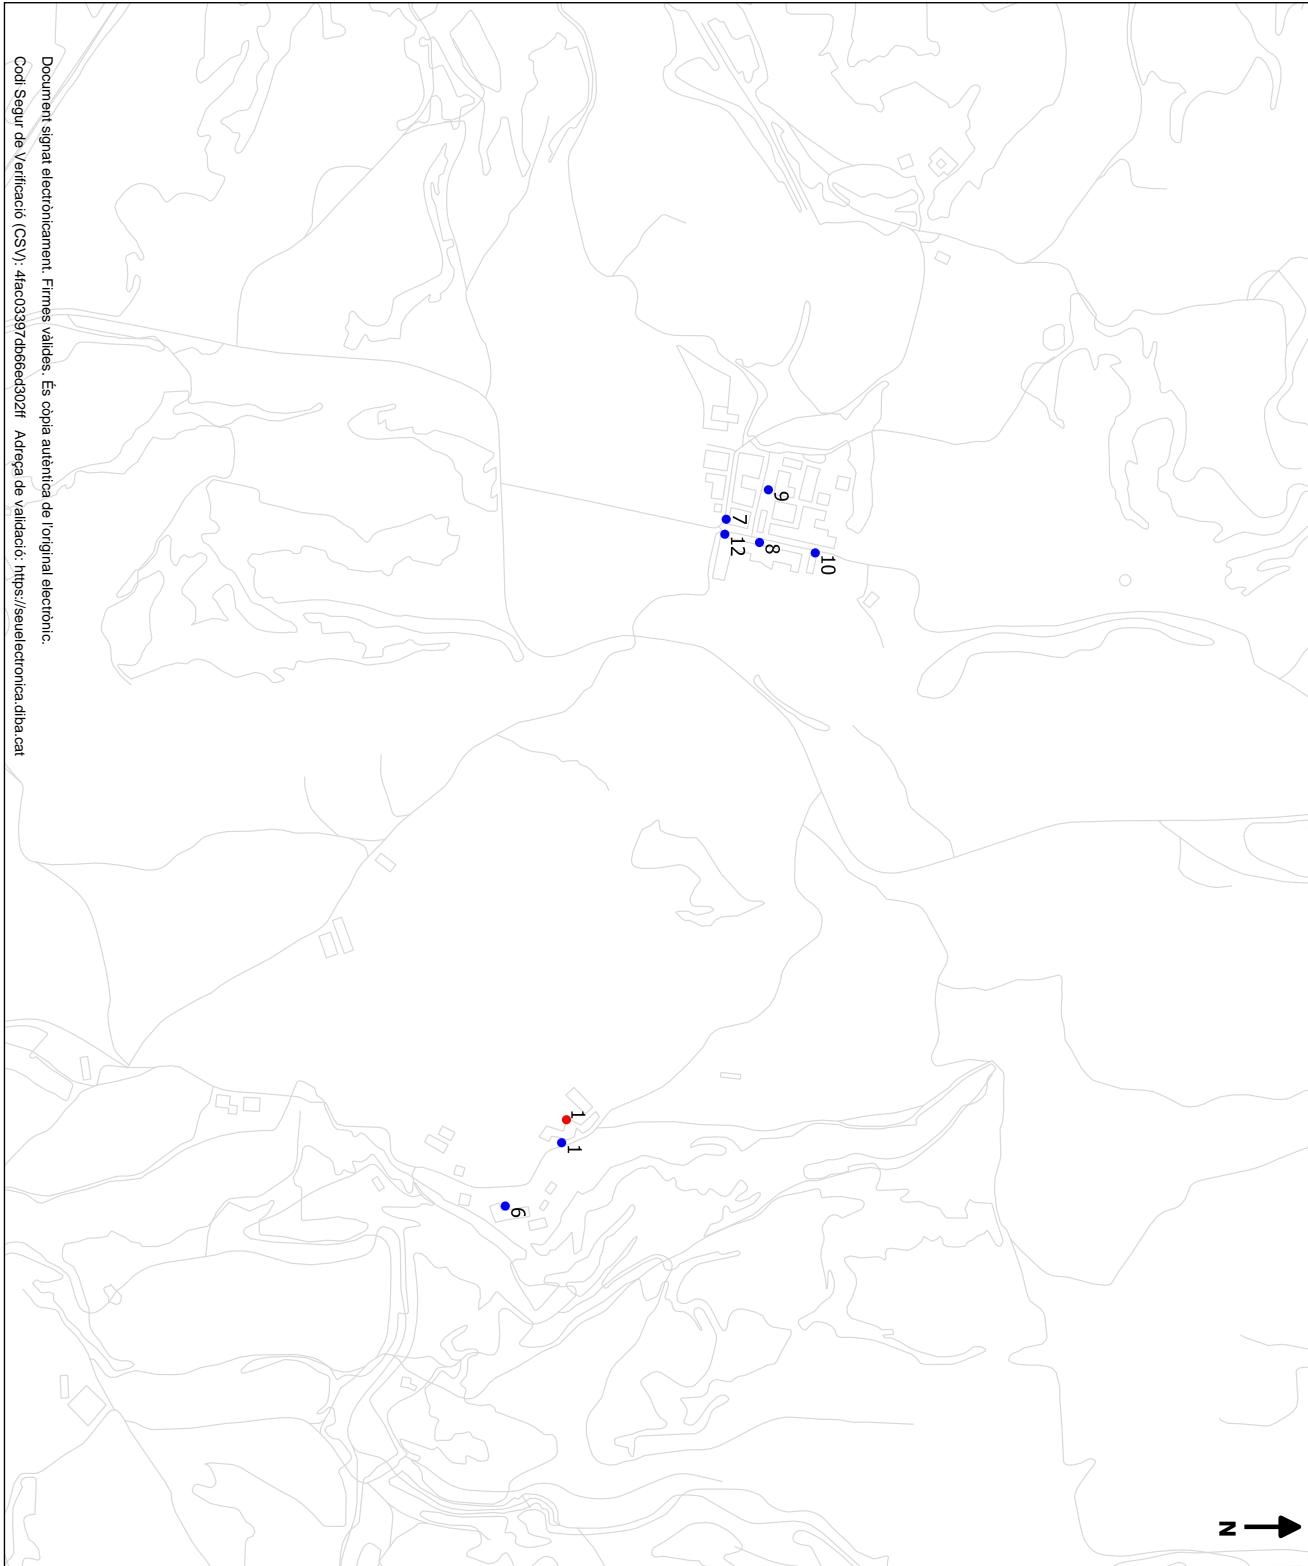 Document signat electrònicament. Firmes vàlides. És còpia autèntica de l'original electrònic.
Codi Segur de Verificació (CSV): 4fac03397db66ed302ff Adreça de validació: https://seuelectronica.diba.cat
9
7
12
8
10
1
1
6
N